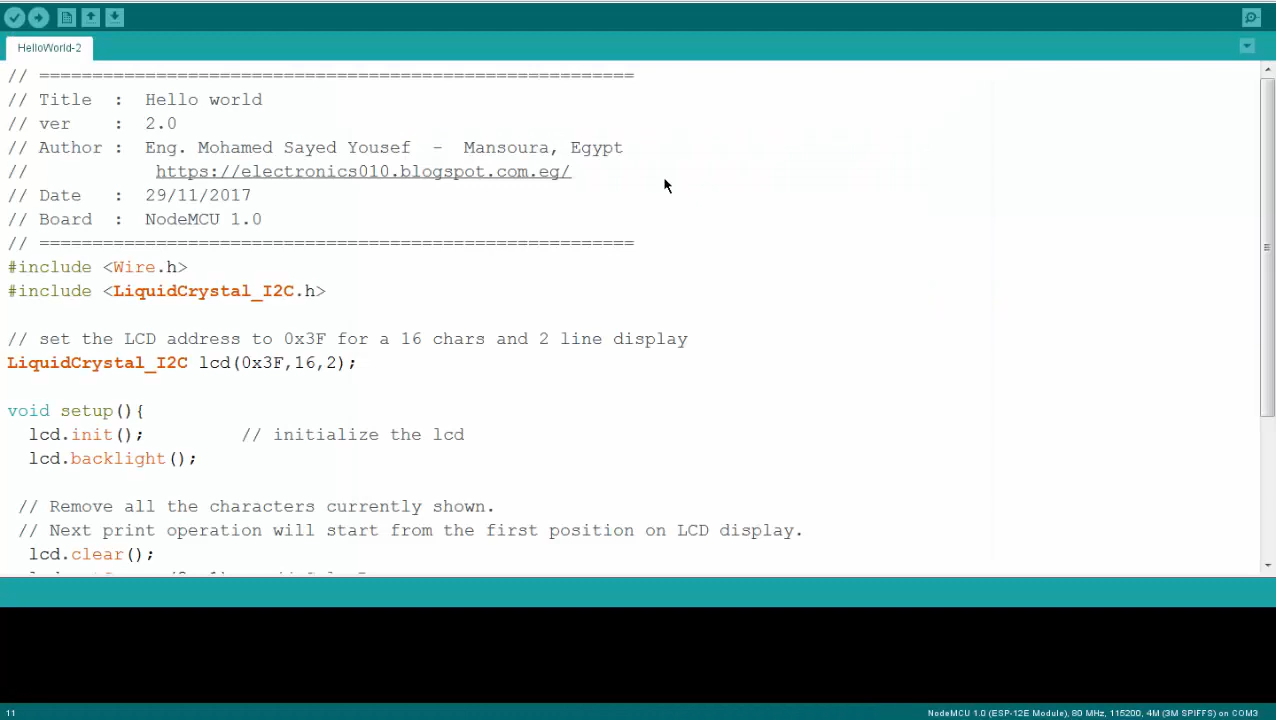 HelloWorld-2
// ========================================================
// Title  :  Hello world
// ver    :  2.0
// Author :  Eng. Mohamed Sayed Yousef  -  Mansoura, Egypt
//            https://electronics010.blogspot.com.eg/
// Date   :  29/11/2017
// Board  :  NodeMCU 1.0
// ========================================================
#include <Wire.h>
#include <LiquidCrystal_I2C.h>
// set the LCD address to 0x3F for a 16 chars and 2 line display
LiquidCrystal_I2C lcd(0x3F,16,2);
void setup(){
  lcd.init();         // initialize the lcd
  lcd.backlight();
 // Remove all the characters currently shown.
 // Next print operation will start from the first position on LCD display.
  lcd.clear();
11
NodeMCU 1.0 (ESP-12E Module), 80 MHz, 115200, 4M (3M SPIFFS) on COM3